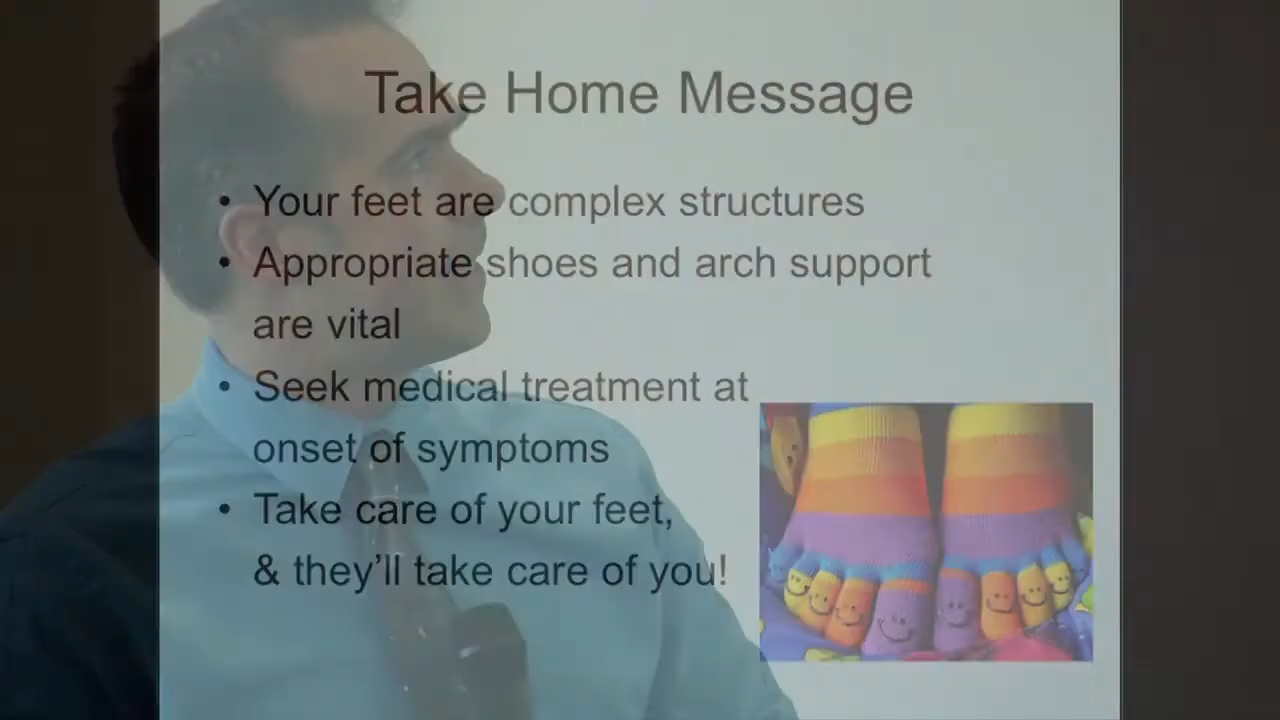 Take Home Message
• Your feet are complex structures
• Appropriate shoes and arch support
are vital
• Seek medical treatment at
onset of symptoms
• Take care of your feet,
& they’ll take care of you!